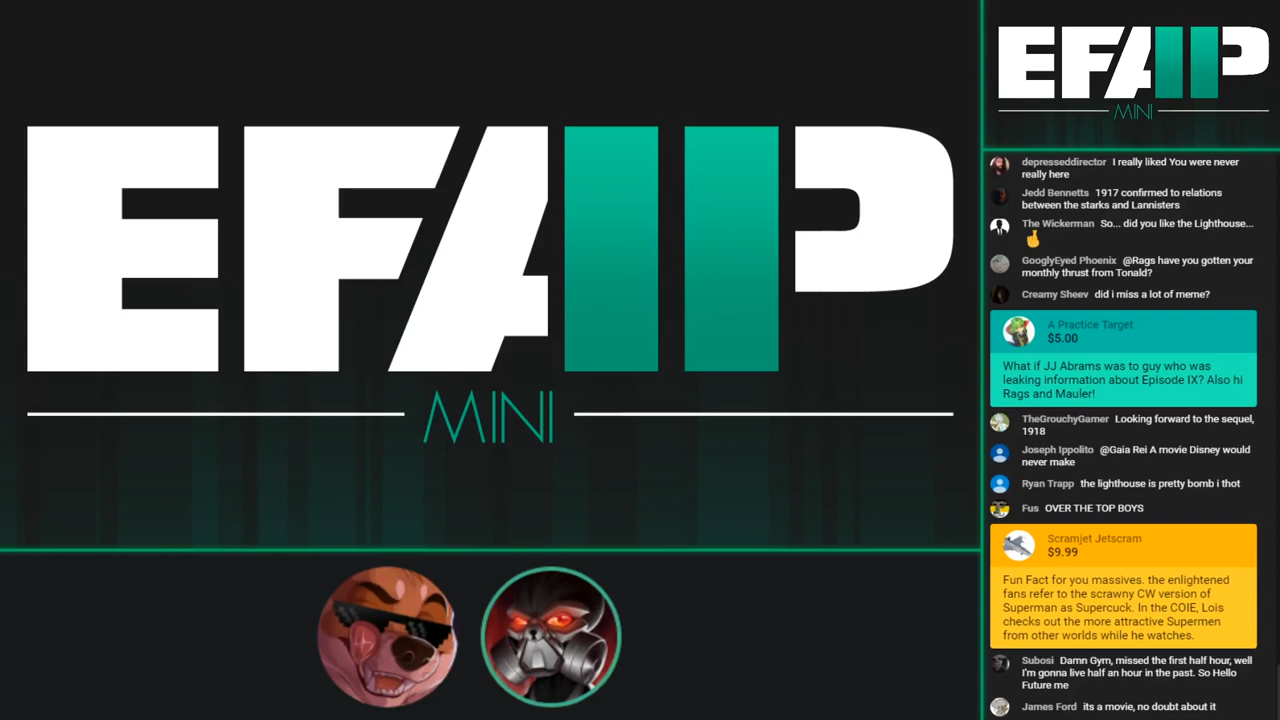 EFAP
MINI
EFAP
MINI
depresseddirector I really liked You were never
really here
Jedd Bennetts 1917 confirmed to relations
between the starks and Lannisters
The Wickerman So... did you like the Lighthouse...
GooglyEyed Phoenix @Rags have you gotten your
monthly thrust from Tonald?
Creamy Sheev did i miss a lot of meme?
A Practice Target
$5.00
What if JJ Abrams was to guy who was
leaking information about Episode IX? Also hi
Rags and Mauler!
TheGrouchyGamer Looking forward to the sequel,
1918
Joseph Ippolito @Gaia Rei A movie Disney would
never make
Ryan Trapp the lighthouse is pretty bomb i thot
Fus OVER THE TOP BOYS
Scramjet Jetscram
$9.99
Fun Fact for you massives. the enlightened
fans refer to the scrawny CW version of
Superman as Supercuck. In the COIE, Lois
checks out the more attractive Supermen
from other worlds while he watches.
Subosi Damn Gym, missed the first half hour, well
I'm gonna live half an hour in the past. So Hello
Future me
James Ford its a movie, no doubt about it